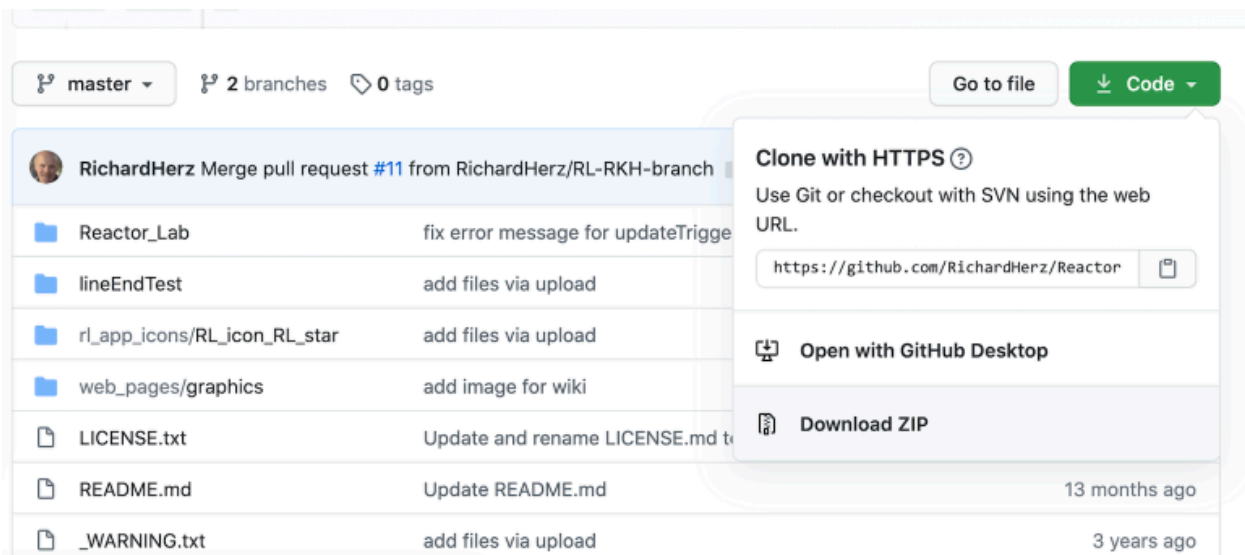 master
2 branches
0 tags
Go to file
Code
RichardHerz Merge pull request #11 from RichardHerz/RL-RKH-branch
Clone with HTTPS
Use Git or checkout with SVN using the web
URL.
https://github.com/RichardHerz/Reactor
Open with GitHub Desktop
Download ZIP
Reactor_Lab fix error message for updateTrigge
lineEndTest add files via upload
rl_app_icons/RL_icon_RL_star add files via upload
web_pages/graphics add image for wiki
LICENSE.txt Update and rename LICENSE.md t
README.md Update README.md 13 months ago
_WARNING.txt add files via upload 3 years ago